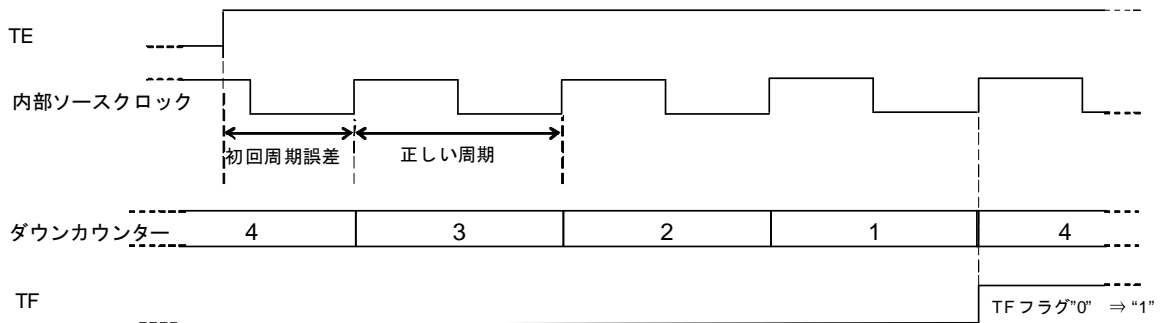 TE
内部ソースクロック
初回周期誤差 正しい周期
ダウンカウンター 4 3 2 1 4
TF TFフラグ"0" ⇒ "1"